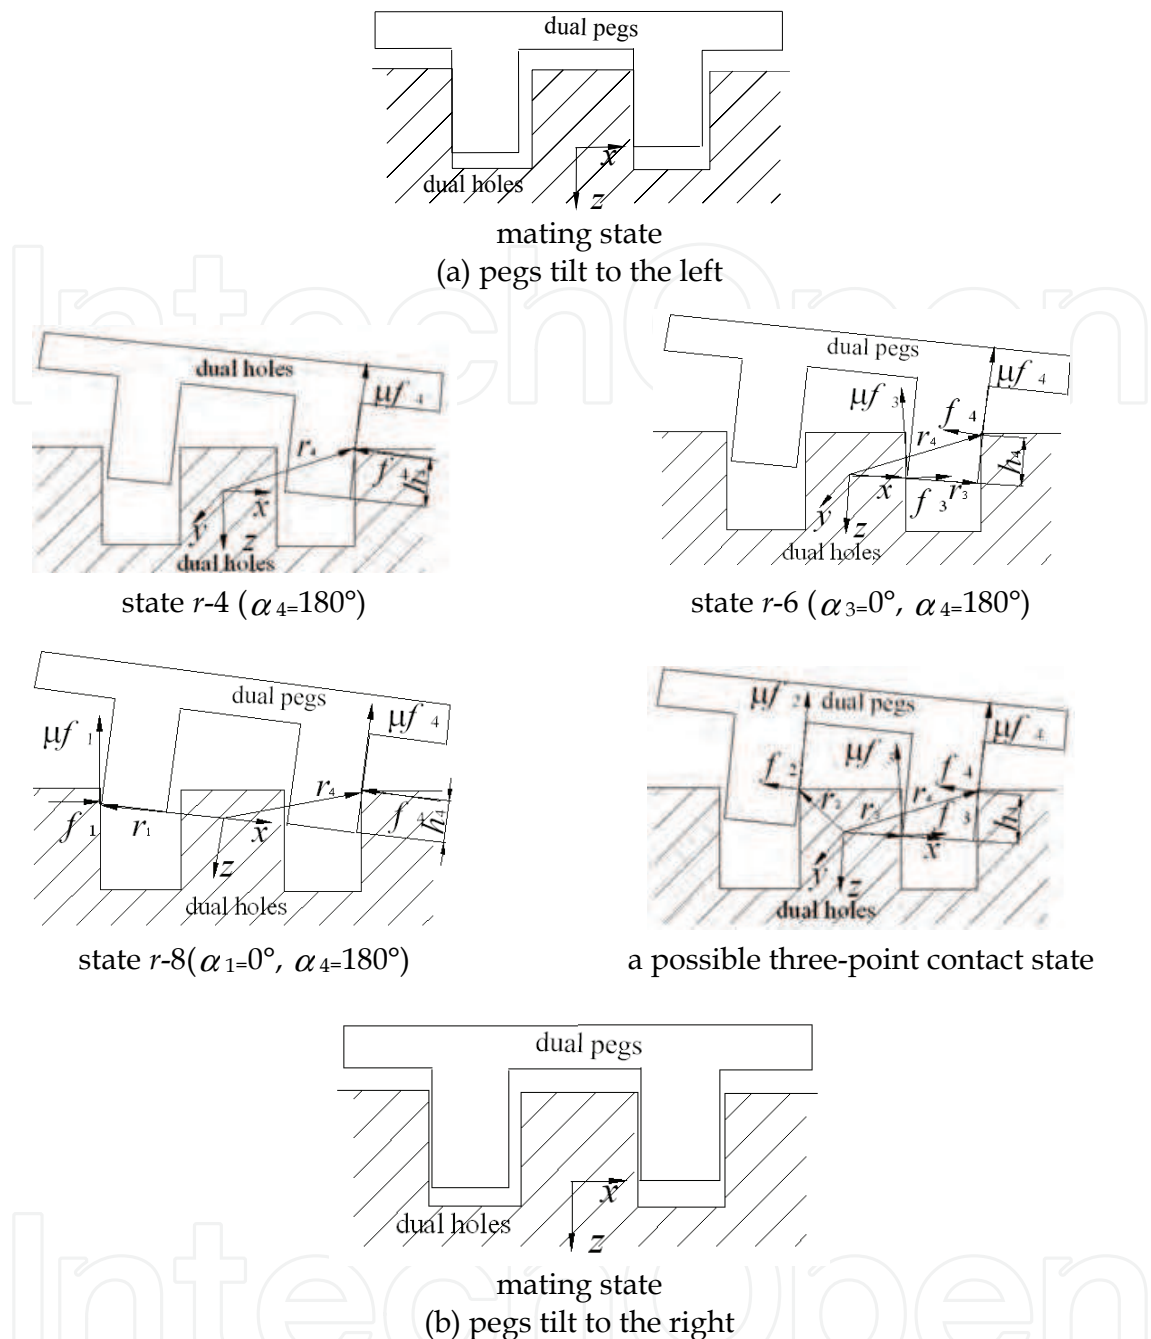 dual pegs
x
dual holes
z
mating state
(a) pegs tilt to the left
dual holes
μf 4
r4
f 4
h4
x
y
z
dual holes
state r-4 (α4=180°)
dual pegs
μf 4
μf 3
f 4
r4
h4
x
f 3
r3
y
z
dual holes
state r-6 (α3=0°, α4=180°)
dual pegs
μf 1
μf 4
r4
f 1
r1
x
f 4
h4
z
dual holes
state r-8(α1=0°, α4=180°)
μf 2
dual pegs
μf 4
μf
f 2
f 4
r2
r3
r4
f 3
h4
x
y
z
dual holes
a possible three-point contact state
dual pegs
x
dual holes
z
mating state
(b) pegs tilt to the right
IntechOpen
IntechOpen